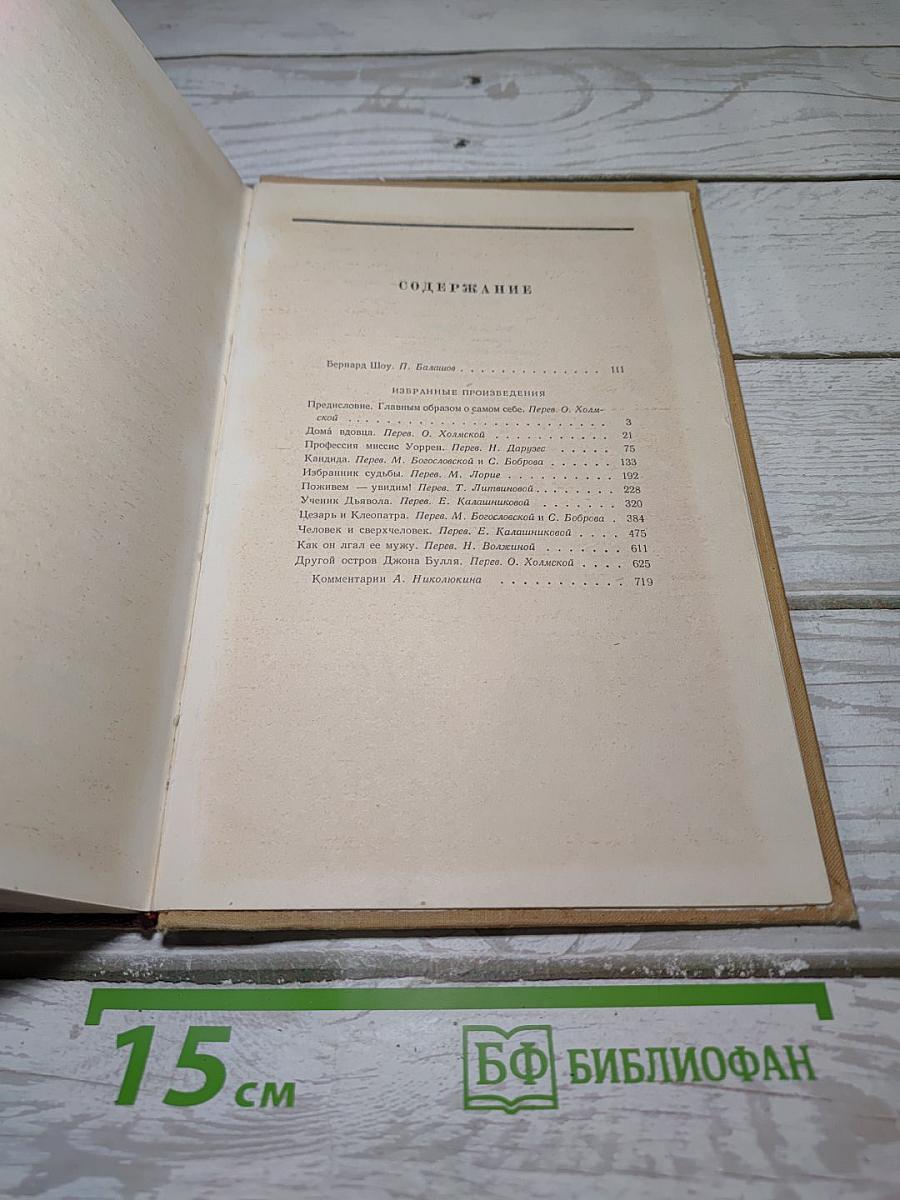 СОДЕРЖАНИЕ
Бернард Шоу. П. Балашов . . . . . . . . . . . . . . III
ИЗБРАННЫЕ ПРОИЗВЕДЕНИЯ
Предисловие. Главным образом о самом себе. Перев. О. Холм-
ской . . . . . . . . . . . . . . . . . . . . . . . . . 3
Дома́ вдовца. Перев. О. Холмской . . . . . . . . . . . 21
Профессия миссис Уоррен. Перев. Н. Дарузес . . . . . 75
Кандида. Перев. М. Богословской и С. Боброва . . . . . . 133
Избранник судьбы. Перев. М. Лорие . . . . . . . . . . 192
Поживем — увидим! Перев. Т. Литвиновой . . . . . . . . 228
Ученик Дьявола. Перев. Е. Калашниковой . . . . . . . . 320
Цезарь и Клеопатра. Перев. М. Богословской и С. Боброва . 384
Человек и сверхчеловек. Перев. Е. Калашниковой . . . . 475
Как он лгал ее мужу. Перев. Н. Волжиной . . . . . . . 611
Другой остров Джона Булля. Перев. О. Холмской . . . . 625
Комментарии А. Николюкина . . . . . . . . . . . 719
15 см
БФ БИБЛИОФАН